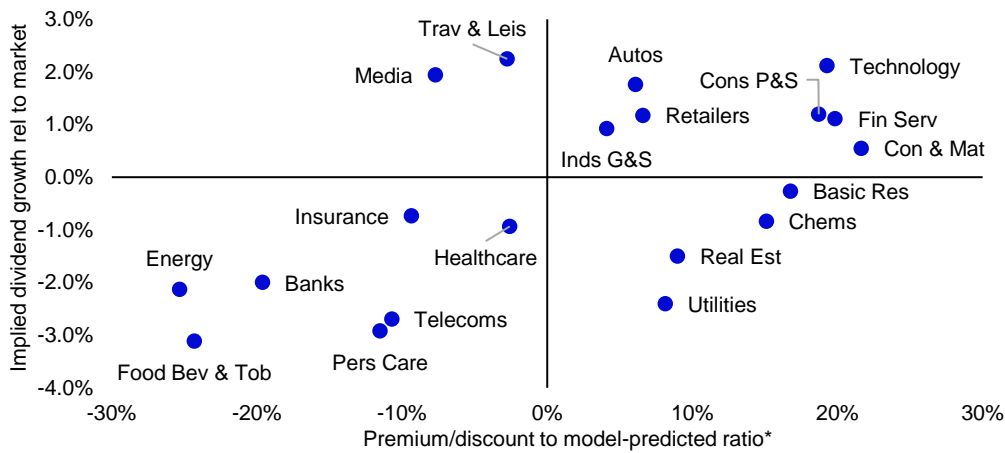 3.0%
Trav & Leis
Autos
2.0%
Media
Cons P&S
Technology
1.0%
Retailers
Fin Serv
Inds G&S
Con & Mat
0.0%
Basic Res
Insurance
Chems
-1.0%
Healthcare
Energy
Real Est
-2.0%
Banks
Utilities
Telecoms
-3.0%
Pers Care
Food Bev & Tob
-4.0%
-30% -20% -10% 0% 10% 20% 30%
Premium/discount to model-predicted ratio*
Implied dividend growth rel to market